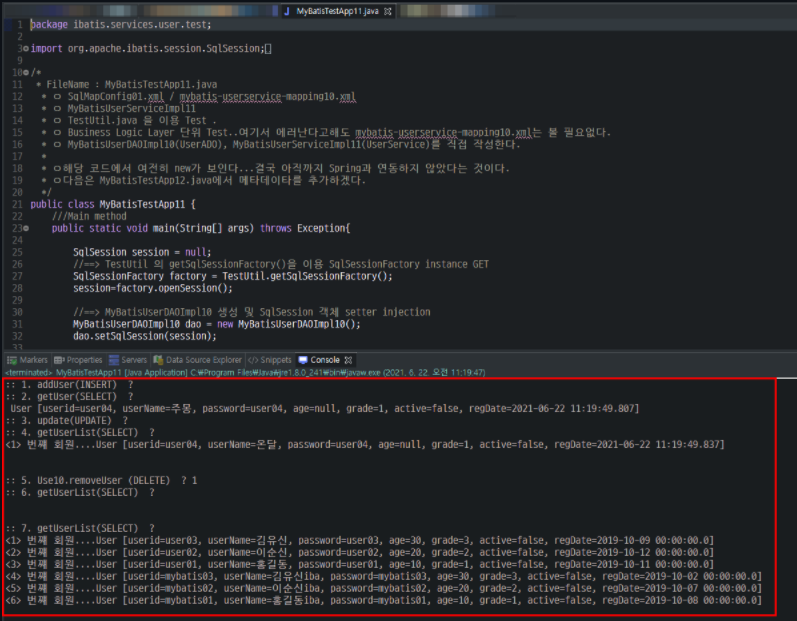 MyBatisTestApp11.java
1 package ibatis.services.user.test;
2
3 import org.apache.ibatis.session.SqlSession;
9
10 /*
11 * FileName : MyBatisTestApp11.java
12 * ㅇ SqlMapConfig01.xml / mybatis-userservice-mapping10.xml
13 * ㅇ MyBatisUserServiceImpl11
14 * ㅇ TestUtil.java 을 이용 Test .
15 * ㅇ Business Logic Layer 단위 Test..여기서 에러난다고해도 mybatis-userservice-mapping10.xml는 볼 필요없다.
16 * ㅇ MyBatisUserDAOImpl10(UserADO), MyBatisUserServiceImpl11(UserService)를 직접 작성한다.
17 *
18 * ㅇ해당 코드에서 여전히 new가 보인다...결국 아직까지 Spring과 연동하지 않았다는 것이다.
19 * ㅇ다음은 MyBatisTestApp12.java에서 메타데이타를 추가하겠다.
20 */
21 public class MyBatisTestApp11 {
22 ///Main method
23 public static void main(String[] args) throws Exception{
24
25 SqlSession session = null;
26 //==> TestUtil 의 getSqlSessionFactory()을 이용 SqlSessionFactory instance GET
27 SqlSessionFactory factory = TestUtil.getSqlSessionFactory();
28 session=factory.openSession();
29
30 //==> MyBatisUserDAOImpl10 생성 및 SqlSession 객체 setter injection
31 MyBatisUserDAOImpl10 dao = new MyBatisUserDAOImpl10();
32 dao.setSqlSession(session);
33
Markers Properties Servers Data Source Explorer Snippets Console
<terminated> MyBatisTestApp11 [Java Application] C:₩Program Files₩Java₩jre1.8.0_241₩bin₩javaw.exe (2021. 6. 22. 오전 11:19:47)
:: 1. addUser(INSERT) ?
:: 2. getUser(SELECT) ?
User [userid=user04, userName=주몽, password=user04, age=null, grade=1, active=false, regDate=2021-06-22 11:19:49.807]
:: 3. update(UPDATE) ?
:: 4. getUserList(SELECT) ?
<1> 번째 회원....User [userid=user04, userName=온달, password=user04, age=null, grade=1, active=false, regDate=2021-06-22 11:19:49.837]
:: 5. Use10.removeUser (DELETE) ? 1
:: 6. getUserList(SELECT) ?
:: 7. getUserList(SELECT) ?
<1> 번째 회원....User [userid=user03, userName=김유신, password=user03, age=30, grade=3, active=false, regDate=2019-10-09 00:00:00.0]
<2> 번째 회원....User [userid=user02, userName=이순신, password=user02, age=20, grade=2, active=false, regDate=2019-10-12 00:00:00.0]
<3> 번째 회원....User [userid=user01, userName=홍길동, password=user01, age=10, grade=1, active=false, regDate=2019-10-11 00:00:00.0]
<4> 번째 회원....User [userid=mybatis03, userName=김유신iba, password=mybatis03, age=30, grade=3, active=false, regDate=2019-10-02 00:00:00.0]
<5> 번째 회원....User [userid=mybatis02, userName=이순신iba, password=mybatis02, age=20, grade=2, active=false, regDate=2019-10-07 00:00:00.0]
<6> 번째 회원....User [userid=mybatis01, userName=홍길동iba, password=mybatis01, age=10, grade=1, active=false, regDate=2019-10-08 00:00:00.0]